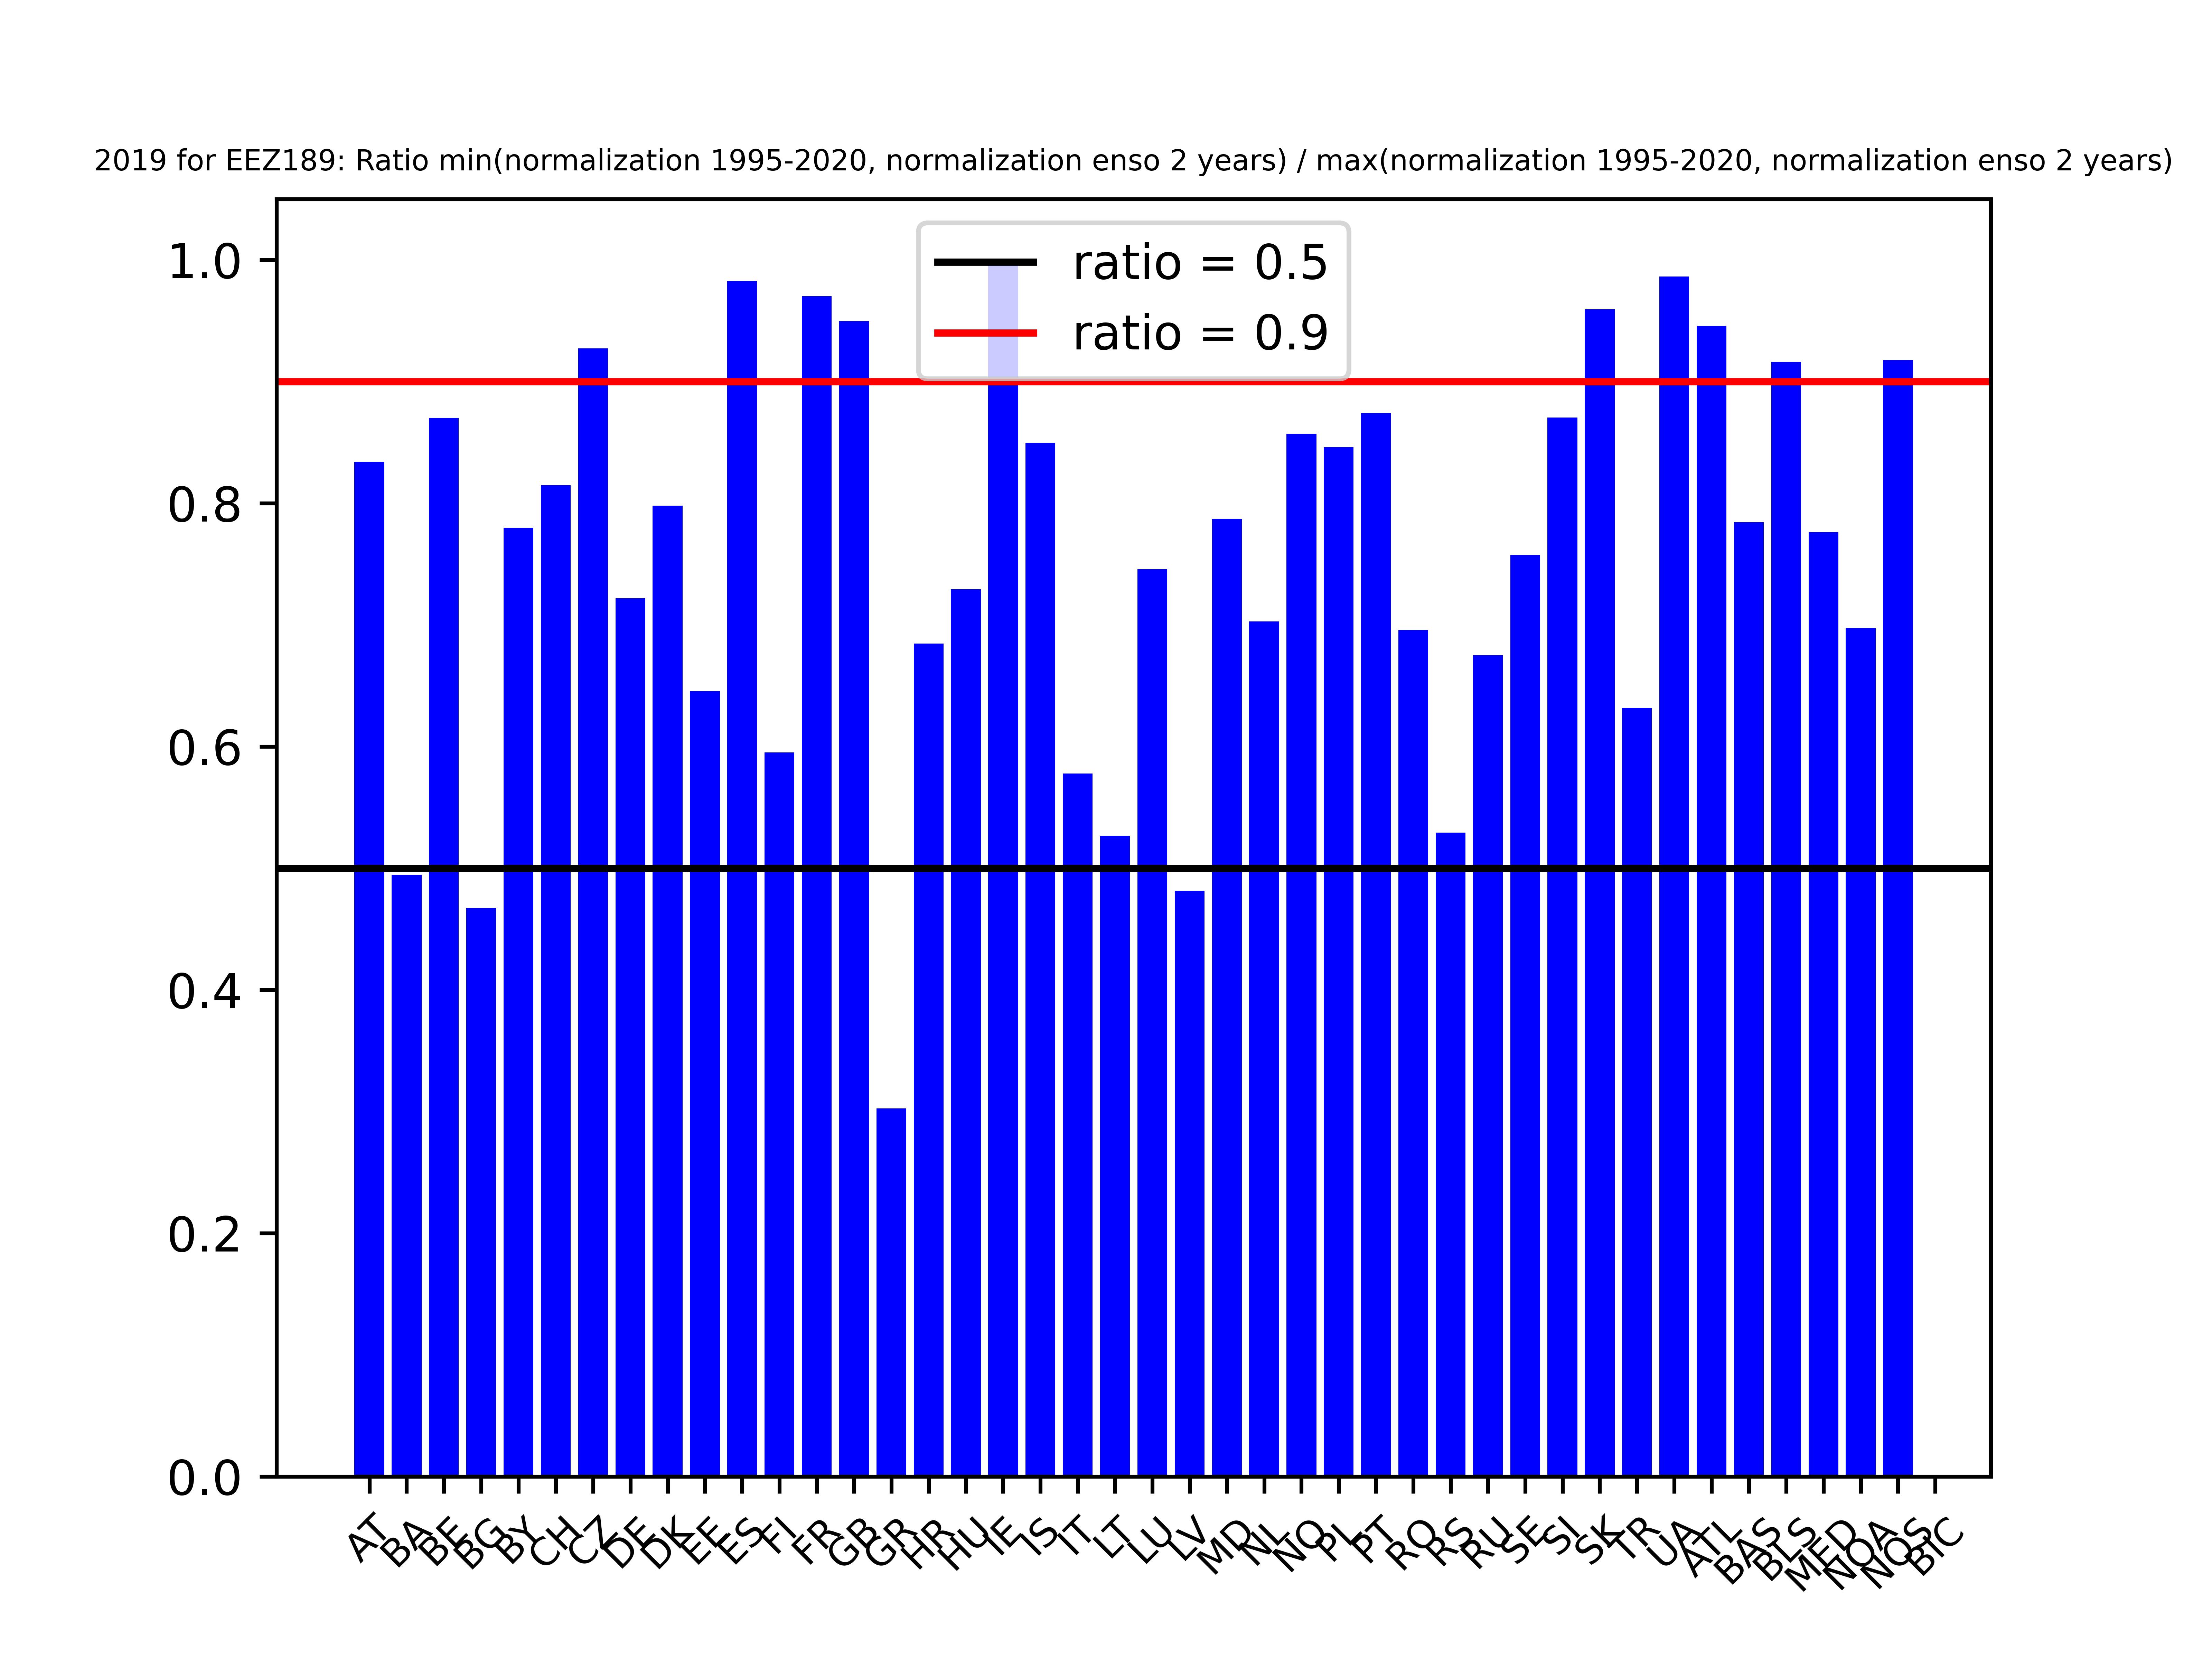 2019 for EEZ189: Ratio min(normalization 1995-2020, normalization enso 2 years) / max(normalization 1995-2020, normalization enso 2 years)
ratio = 0.5
ratio = 0.9
1.0
0.8
0.6
0.4
0.2
0.0
AT BA BE BG BY CH CZ DE DK EE ES FI FR GB GR HR HU IE IS IT LT LU LV MD NL NO PL PT RO RS RU SE SI SK TR UA ATL BAS BLS MED NOA NOS BIC